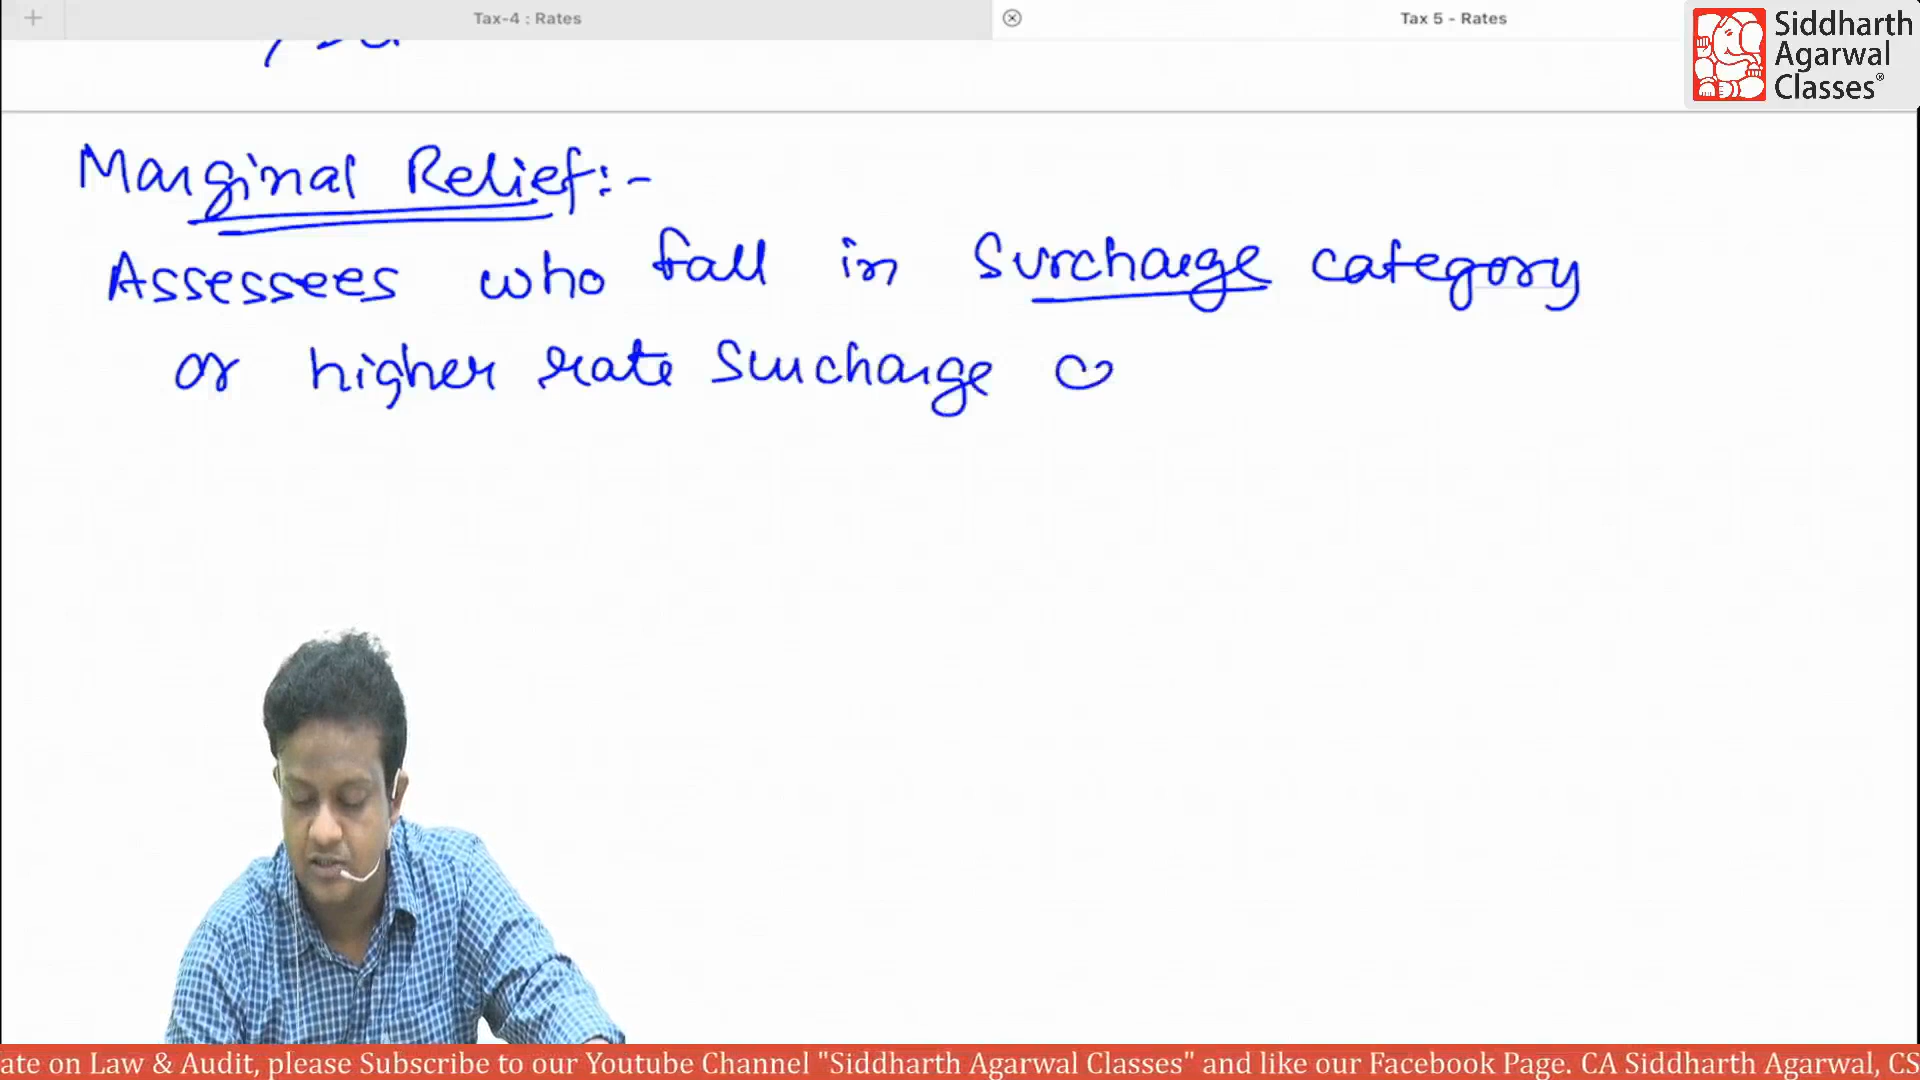 Tax-4 : Rates
Tax 5 - Rates
Siddharth
Agarwal
Classes®
Marginal Relief:-
Assessees who fall in Surcharge category
or higher rate Surcharge
ate on Law & Audit, please Subscribe to our Youtube Channel "Siddharth Agarwal Classes" and like our Facebook Page. CA Siddharth Agarwal, CS